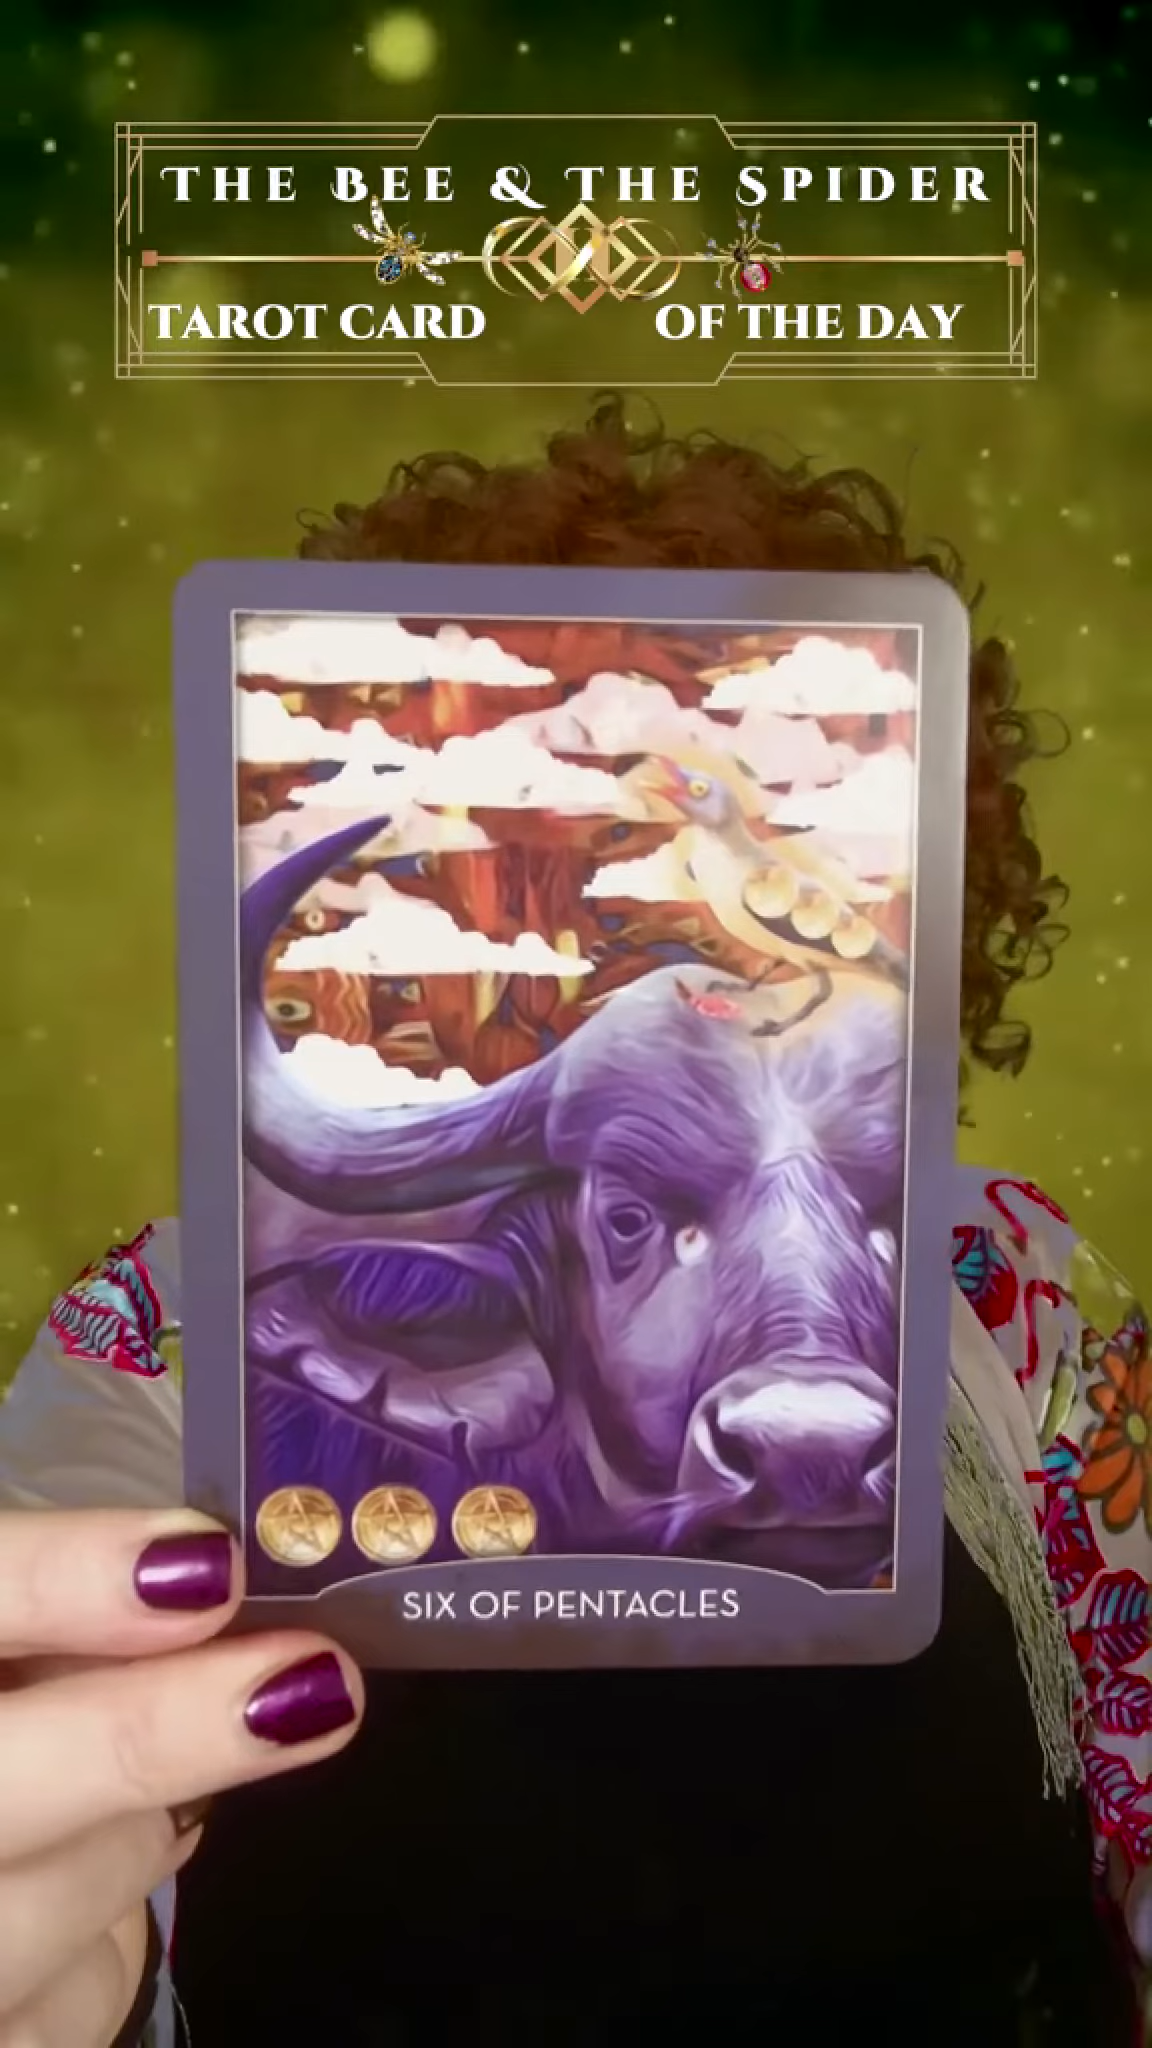 THE BEE & THE SPIDER
TAROT CARD OF THE DAY
SIX OF PENTACLES